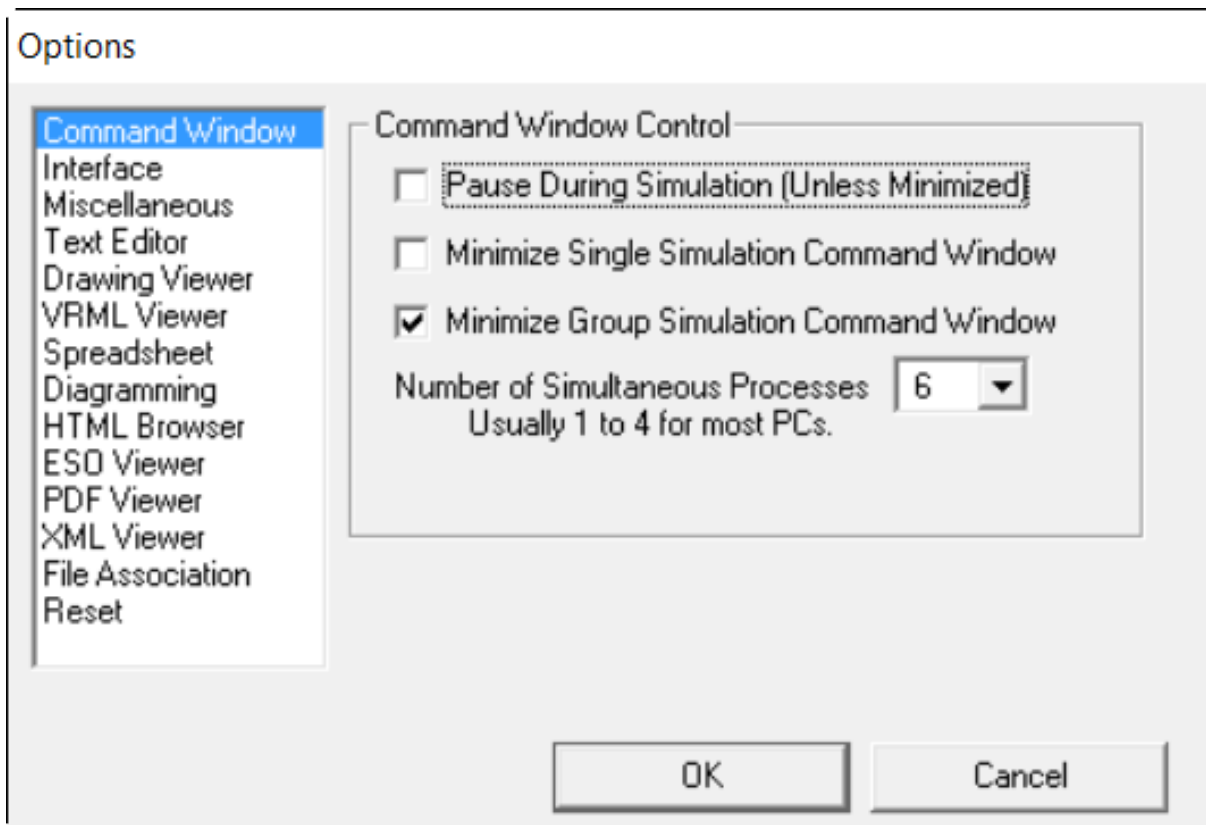 Options
Command Window
Interface
Miscellaneous
Text Editor
Drawing Viewer
VRML Viewer
Spreadsheet
Diagramming
HTML Browser
ESO Viewer
PDF Viewer
XML Viewer
File Association
Reset
Command Window Control
Pause During Simulation (Unless Minimized)
Minimize Single Simulation Command Window
Minimize Group Simulation Command Window
Number of Simultaneous Processes 6
Usually 1 to 4 for most PCs.
OK Cancel